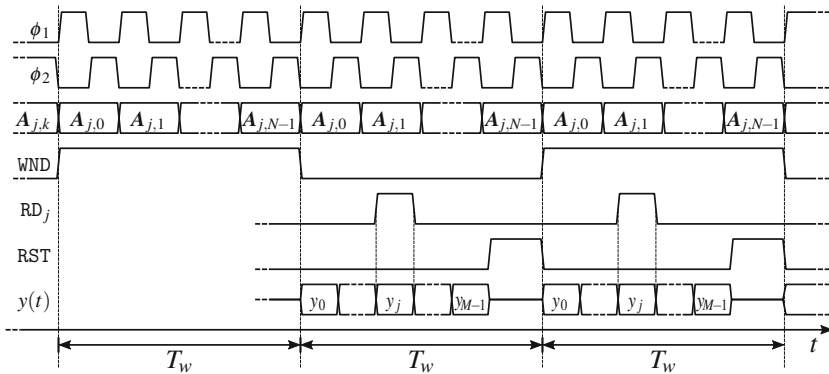 ϕ1
ϕ2
Aj,k Aj,0 Aj,1 Aj,N−1 Aj,0 Aj,1 Aj,N−1 Aj,0 Aj,1 Aj,N−1
WND
RDj
RST
y(t) y0 yj yM−1 y0 yj yM−1
t
Tw Tw Tw